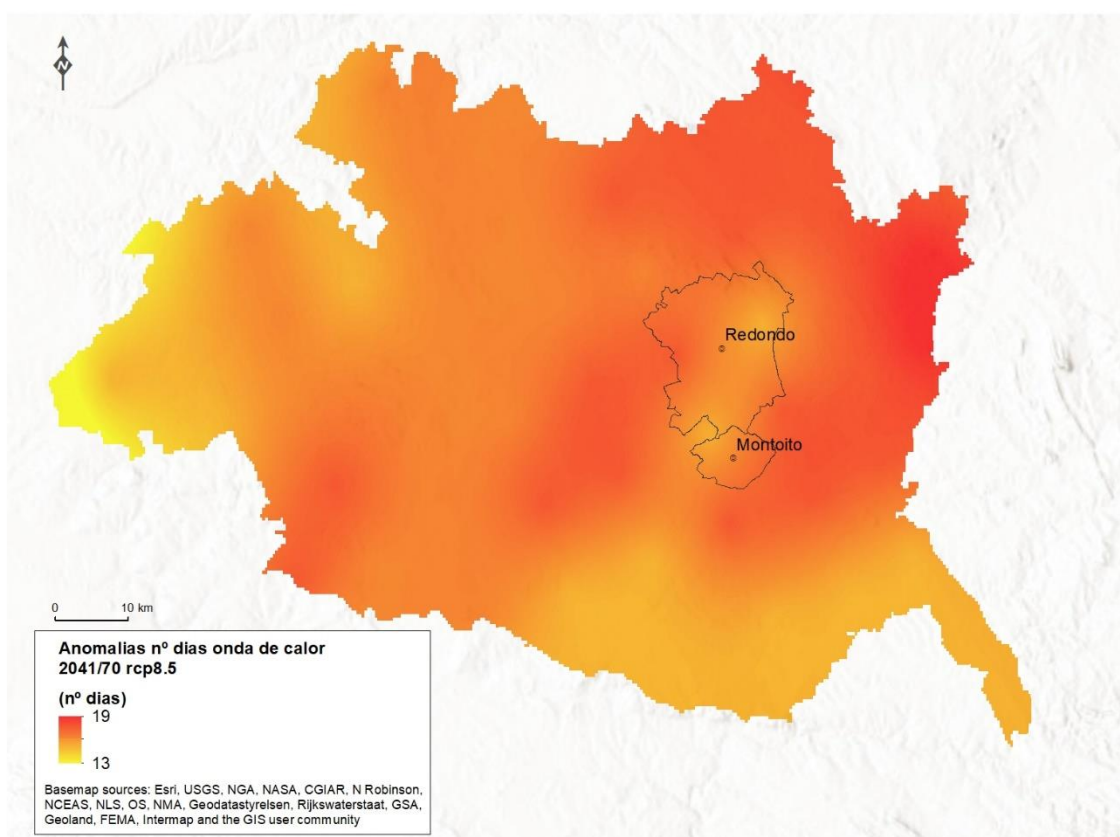 N
Redondo
Montoito
0 10 km
Anomalias nº dias onda de calor
2041/70 rcp8.5
(nº dias)
19
13
Basemap sources: Esri, USGS, NGA, NASA, CGIAR, N Robinson,
NCEAS, NLS, OS, NMA, Geodatastyrelsen, Rijkswaterstaat, GSA,
Geoland, FEMA, Intermap and the GIS user community